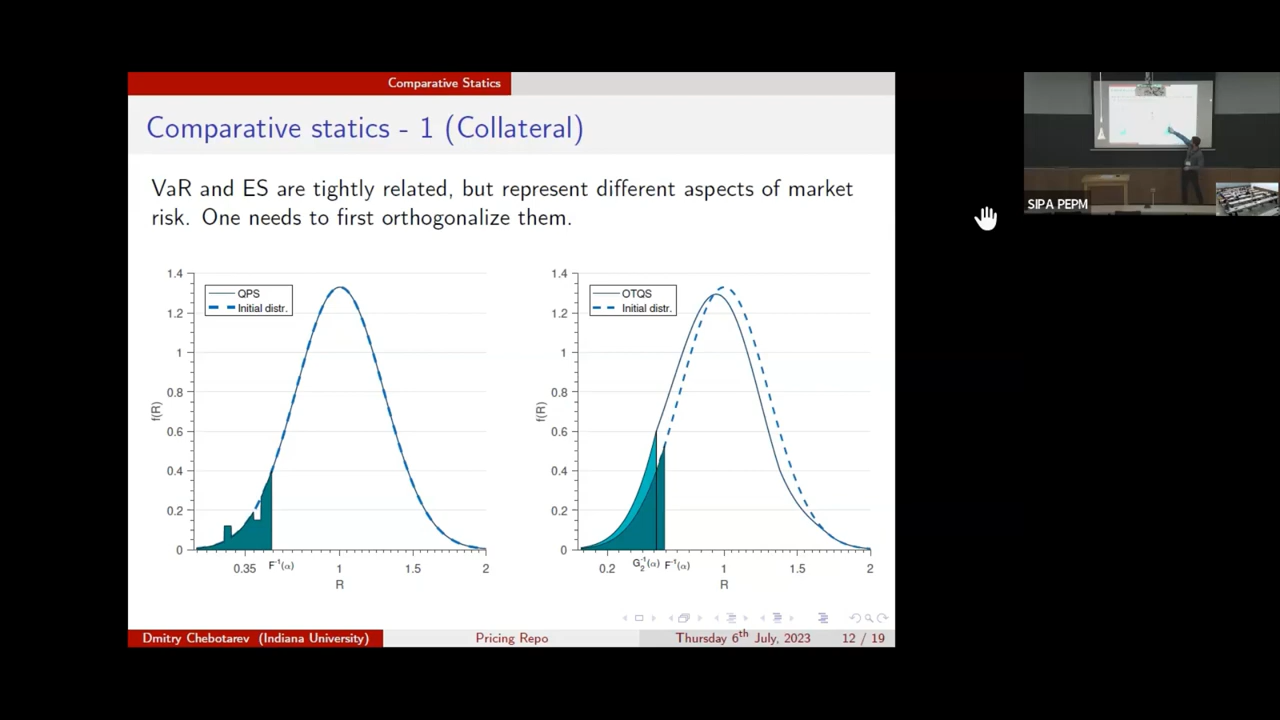 Comparative Statics
Comparative statics - 1 (Collateral)
VaR and ES are tightly related, but represent different aspects of market
risk. One needs to first orthogonalize them.
1.4
1.2
1
0.8
0.6
0.4
0.2
0
f(R)
QPS
Initial distr.
0.35
F⁻¹(α)
1
1.5
2
R
1.4
1.2
1
0.8
0.6
0.4
0.2
0
f(R)
OTQS
Initial distr.
0.2
G₂⁻¹(α)
F⁻¹(α)
1
1.5
2
R
Dmitry Chebotarev (Indiana University)
Pricing Repo
Thursday 6th July, 2023
12 / 19
SIPA PEPM